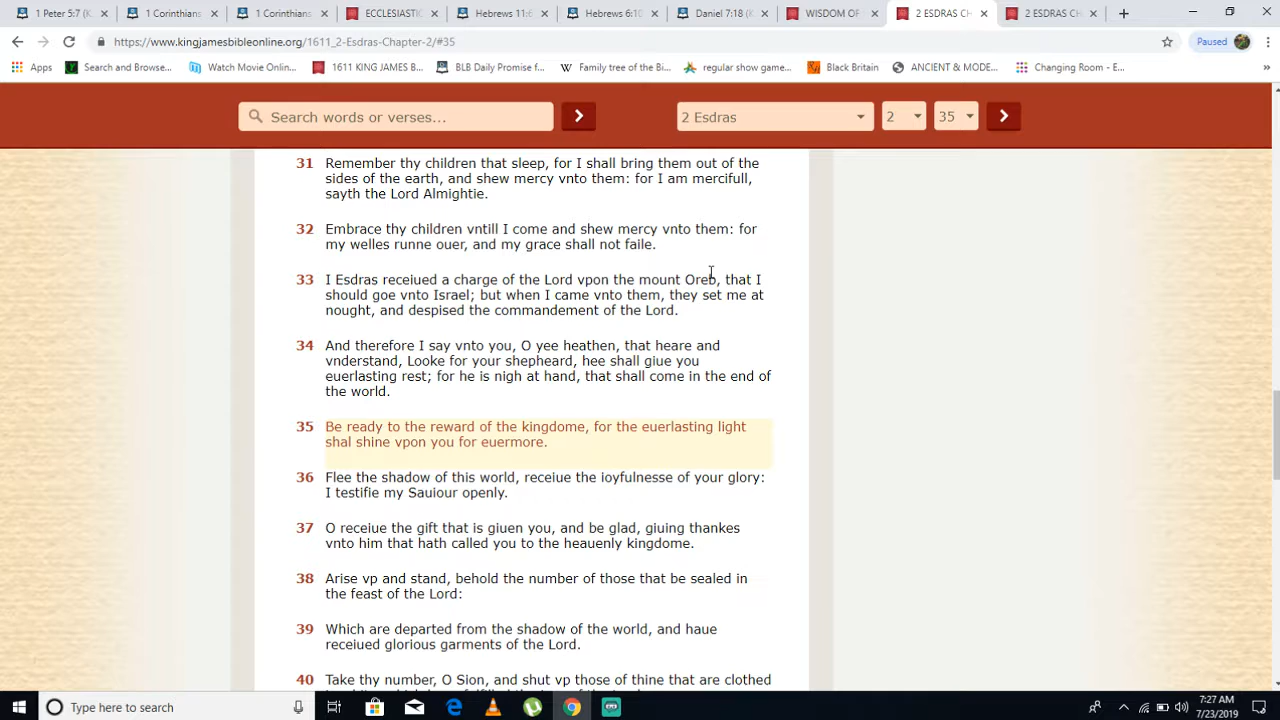 1 Peter 5:7 (K
1 Corinthians
1 Corinthians
ECCLESIASTIC
Hebrews 11:6
Hebrews 6:10
Daniel 7:18 (K
WISDOM OF
2 ESDRAS CH
2 ESDRAS CH
https://www.kingjamesbibleonline.org/1611_2-Esdras-Chapter-2/#35
Paused
Apps
Search and Browse...
Watch Movie Onlin...
1611 KING JAMES B...
BLB Daily Promise f...
Family tree of the Bi...
regular show game...
Black Britain
ANCIENT & MODE...
Changing Room - E...
Search words or verses...
2 Esdras
2
35
31 Remember thy children that sleep, for I shall bring them out of the
sides of the earth, and shew mercy vnto them: for I am mercifull,
sayth the Lord Almightie.
32 Embrace thy children vntill I come and shew mercy vnto them: for
my welles runne ouer, and my grace shall not faile.
33 I Esdras receiued a charge of the Lord vpon the mount Oreb, that I
should goe vnto Israel; but when I came vnto them, they set me at
nought, and despised the commandement of the Lord.
34 And therefore I say vnto you, O yee heathen, that heare and
vnderstand, Looke for your shepheard, hee shall giue you
euerlasting rest; for he is nigh at hand, that shall come in the end of
the world.
35 Be ready to the reward of the kingdome, for the euerlasting light
shal shine vpon you for euermore.
36 Flee the shadow of this world, receiue the ioyfulnesse of your glory:
I testifie my Sauiour openly.
37 O receiue the gift that is giuen you, and be glad, giuing thankes
vnto him that hath called you to the heauenly kingdome.
38 Arise vp and stand, behold the number of those that be sealed in
the feast of the Lord:
39 Which are departed from the shadow of the world, and haue
receiued glorious garments of the Lord.
40 Take thy number, O Sion, and shut vp those of thine that are clothed
Type here to search
7:27 AM
7/23/2019